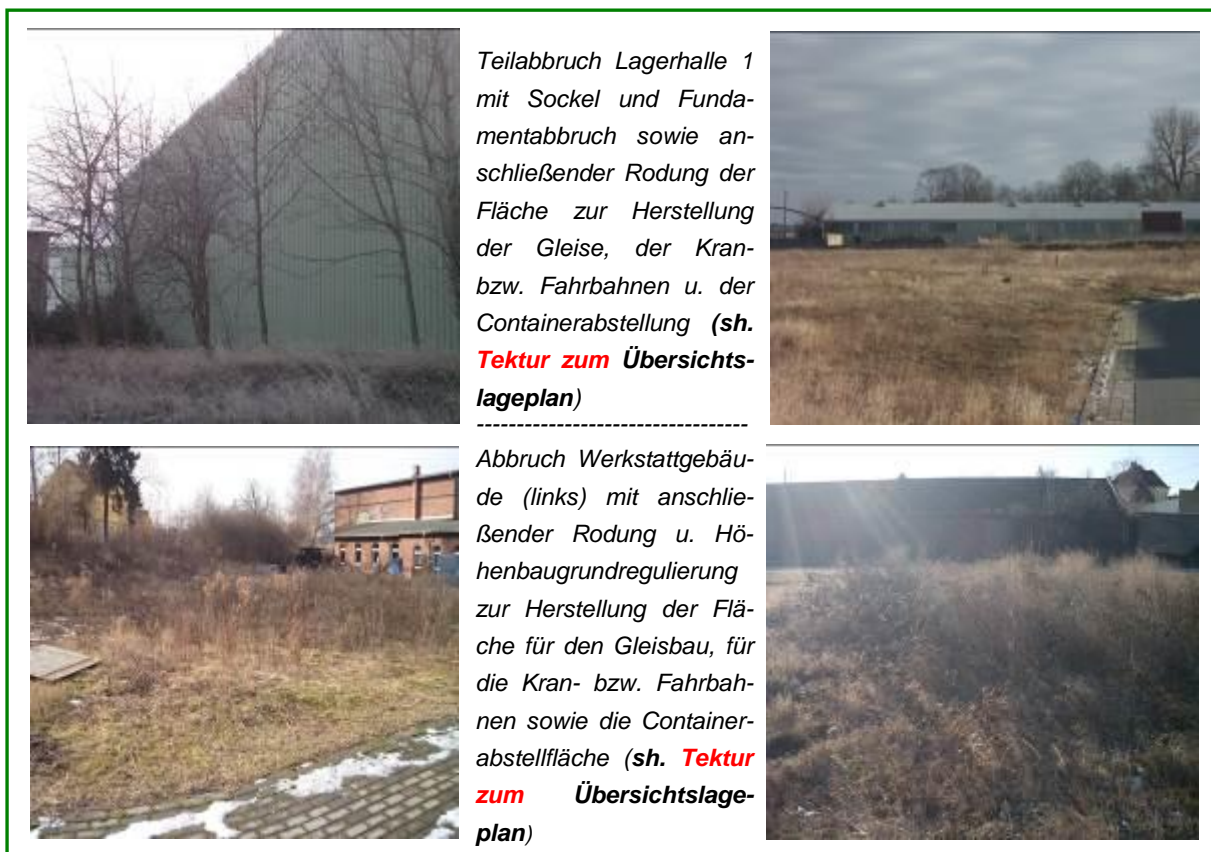 Teilabbruch Lagerhalle 1
mit Sockel und Funda-
mentabbruch sowie an-
schließender Rodung der
Fläche zur Herstellung
der Gleise, der Kran-
bzw. Fahrbahnen u. der
Containerabstellung (sh.
Tektur zum Übersichts-
lageplan)
----------------------------------
Abbruch Werkstattgebäu-
de (links) mit anschlie-
ßender Rodung u. Hö-
henbaugrundregulierung
zur Herstellung der Flä-
che für den Gleisbau, für
die Kran- bzw. Fahrbah-
nen sowie die Container-
abstellfläche (sh. Tektur
zum Übersichtslage-
plan)